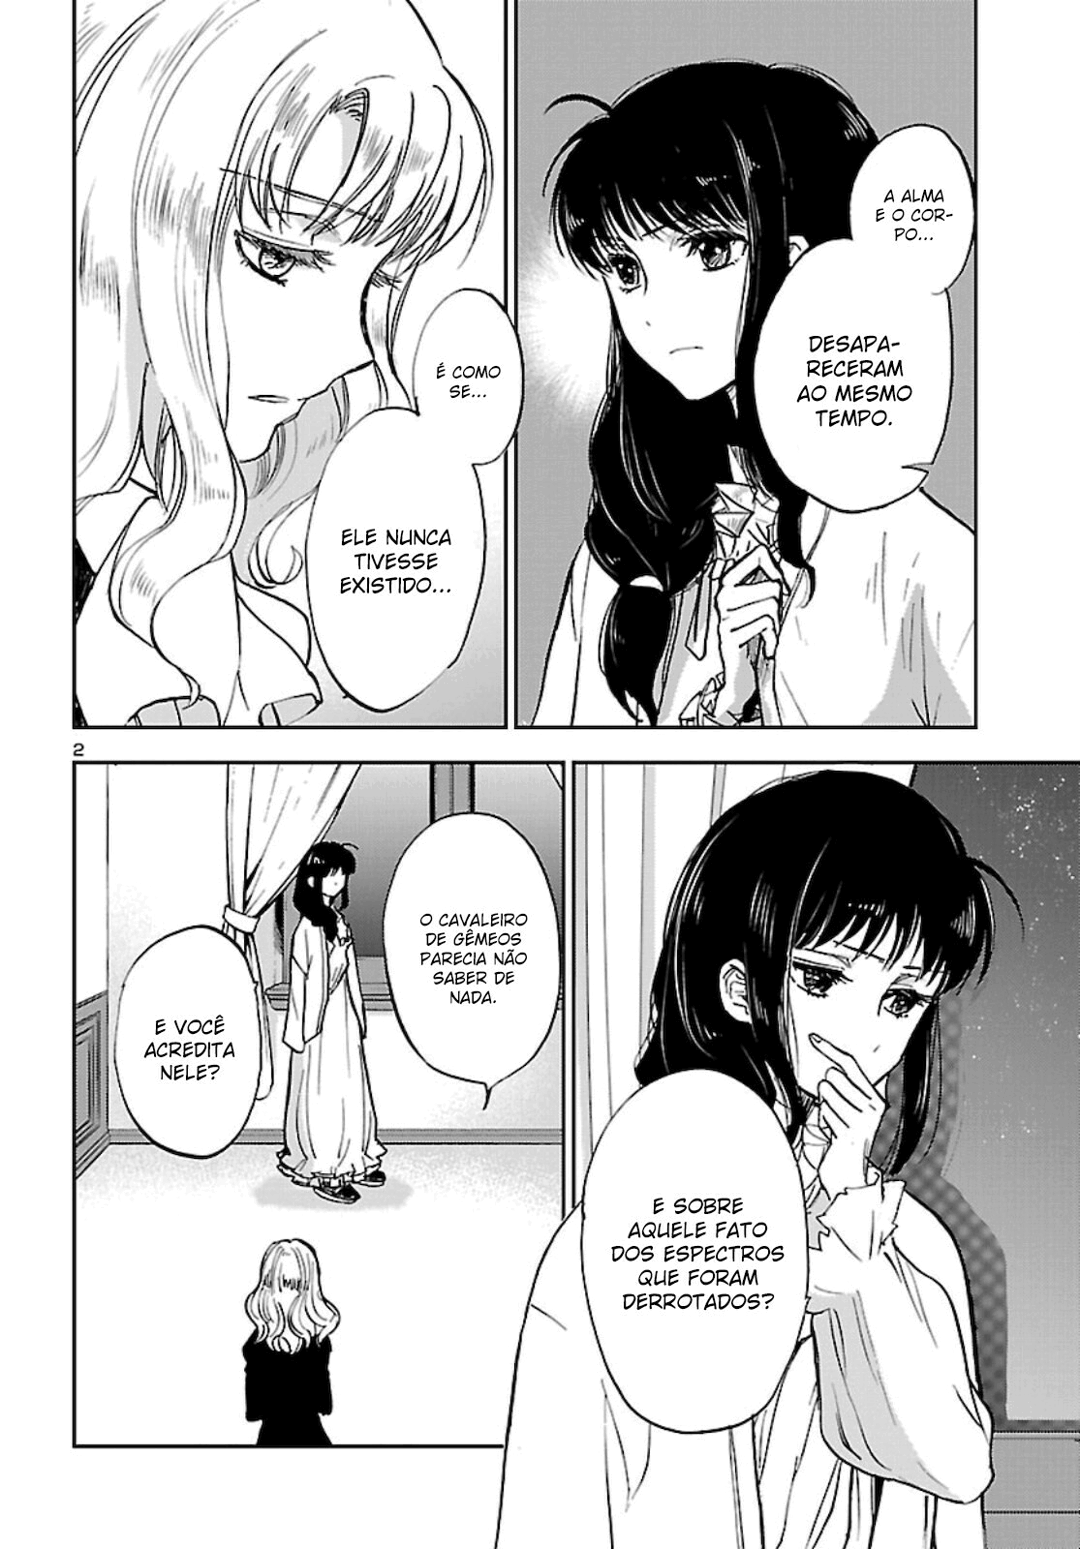 A ALMA
E O COR-
PO...
DESAPA-
RECERAM
AO MESMO
TEMPO.
É COMO
SE...
ELE NUNCA
TIVESSE
EXISTIDO...
2
E SOBRE
AQUELE FATO
DOS ESPECTROS
QUE FORAM
DERROTADOS?
O CAVALEIRO
DE GÊMEOS
PARECIA NÃO
SABER DE
NADA.
E VOCÊ
ACREDITA
NELE?